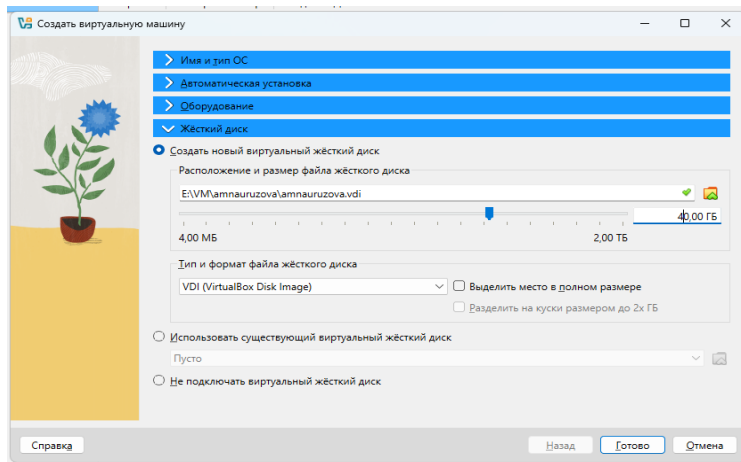 Создать виртуальную машину
Имя и тип ОС
Автоматическая установка
Оборудование
Жёсткий диск
Создать новый виртуальный жёсткий диск
Расположение и размер файла жёсткого диска
E:\VM\amnauruzova\amnauruzova.vdi
40,00 ГБ
4,00 МБ 2,00 ТБ
Тип и формат файла жёсткого диска
VDI (VirtualBox Disk Image) Выделить место в полном размере
Разделить на куски размером до 2х ГБ
Использовать существующий виртуальный жёсткий диск
Пусто
Не подключать виртуальный жёсткий диск
Справка Назад Готово Отмена